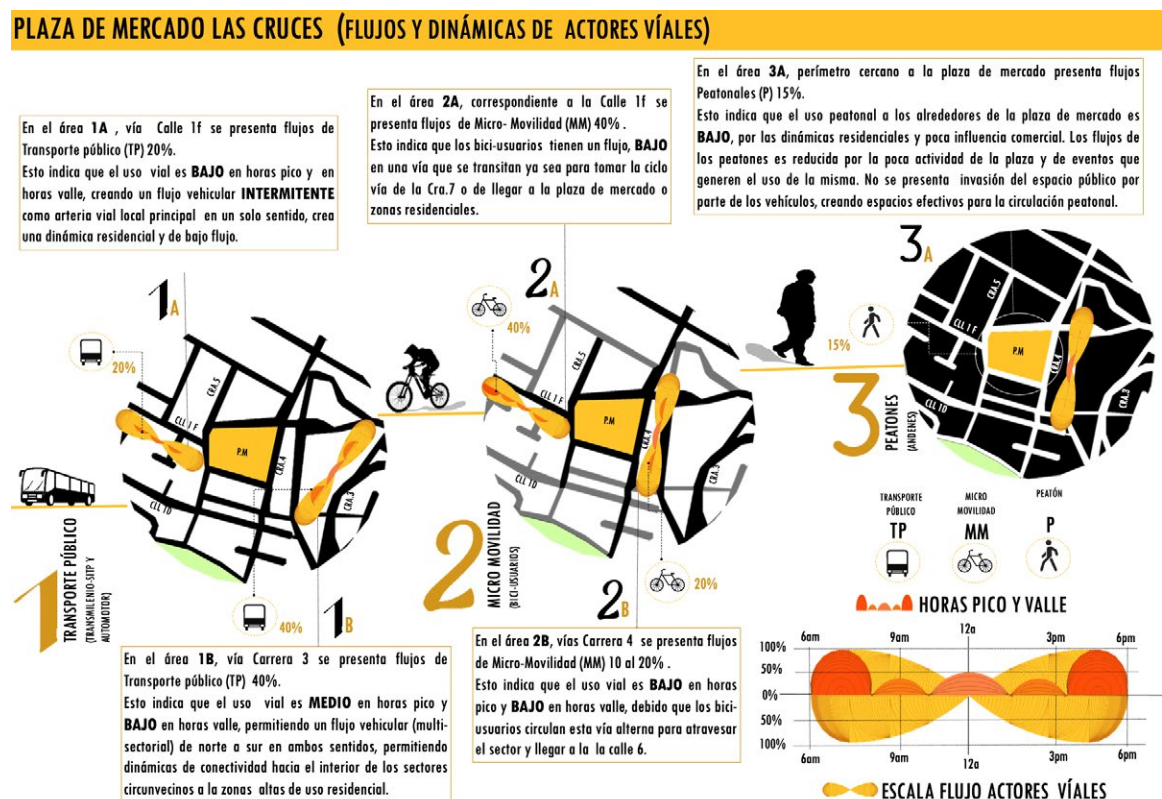 PLAZA DE MERCADO LAS CRUCES (FLUJOS Y DINÁMICAS DE ACTORES VÍALES)
En el área 1A , vía Calle 1f se presenta flujos de
Transporte público (TP) 20%.
Esto indica que el uso vial es BAJO en horas pico y en
horas valle, creando un flujo vehicular INTERMITENTE
como arteria vial local principal en un solo sentido, crea
una dinámica residencial y de bajo flujo.
En el área 2A, correspondiente a la Calle 1f se
presenta flujos de Micro- Movilidad (MM) 40% .
Esto indica que los bici-usuarios tienen un flujo, BAJO
en una vía que se transitan ya sea para tomar la ciclo
vía de la Cra.7 o de llegar a la plaza de mercado o
zonas residenciales.
En el área 3A, perímetro cercano a la plaza de mercado presenta flujos
Peatonales (P) 15%.
Esto indica que el uso peatonal a los alrededores de la plaza de mercado es
BAJO, por las dinámicas residenciales y poca influencia comercial. Los flujos de
los peatones es reducida por la poca actividad de la plaza y de eventos que
generen el uso de la misma. No se presenta invasión del espacio público por
parte de los vehículos, creando espacios efectivos para la circulación peatonal.
1A
20%
CLL 1 F
CRA.5
P.M
CRA.4
CRA.3
CLL 1D
40%
1B
1
TRANSPORTE PÚBLICO
(TRANSMILENIO-SITP Y
AUTOMOTOR)
En el área 1B, vía Carrera 3 se presenta flujos de
Transporte público (TP) 40%.
Esto indica que el uso vial es MEDIO en horas pico y
BAJO en horas valle, permitiendo un flujo vehicular (multi-
sectorial) de norte a sur en ambos sentidos, permitiendo
dinámicas de conectividad hacia el interior de los sectores
circunvecinos a la zonas altas de uso residencial.
2A
40%
CLL 1 F
CRA.5
P.M
CRA.4
CLL 1D
20%
2B
2
MICRO MOVILIDAD
(BICI-USUARIOS)
En el área 2B, vías Carrera 4 se presenta flujos
de Micro-Movilidad (MM) 10 al 20% .
Esto indica que el uso vial es BAJO en horas
pico y BAJO en horas valle, debido que los bici-
usuarios circulan esta vía alterna para atravesar
el sector y llegar a la la calle 6.
3A
15%
CLL 1 F
CRA.5
P.M
CRA.4
CRA.3
CLL 1D
3
PEATONES
(ANDENES)
TRANSPORTE
PÚBLICO
TP
MICRO
MOVILIDAD
MM
PEATÓN
P
HORAS PICO Y VALLE
6am 9am 12a 3pm 6pm
100%
50%
0%
50%
100%
6am 9am 12a 3pm 6pm
ESCALA FLUJO ACTORES VÍALES